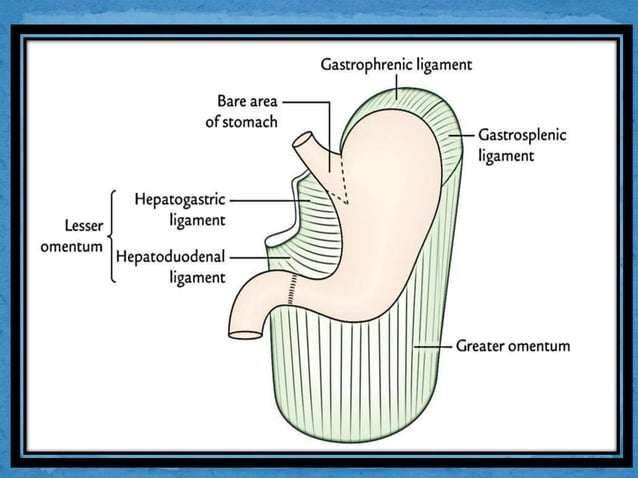 Gastrophrenic ligament
Bare area
of stomach
Gastrosplenic
ligament
Hepatogastric
ligament
Lesser
omentum
Hepatoduodenal
ligament
Greater omentum